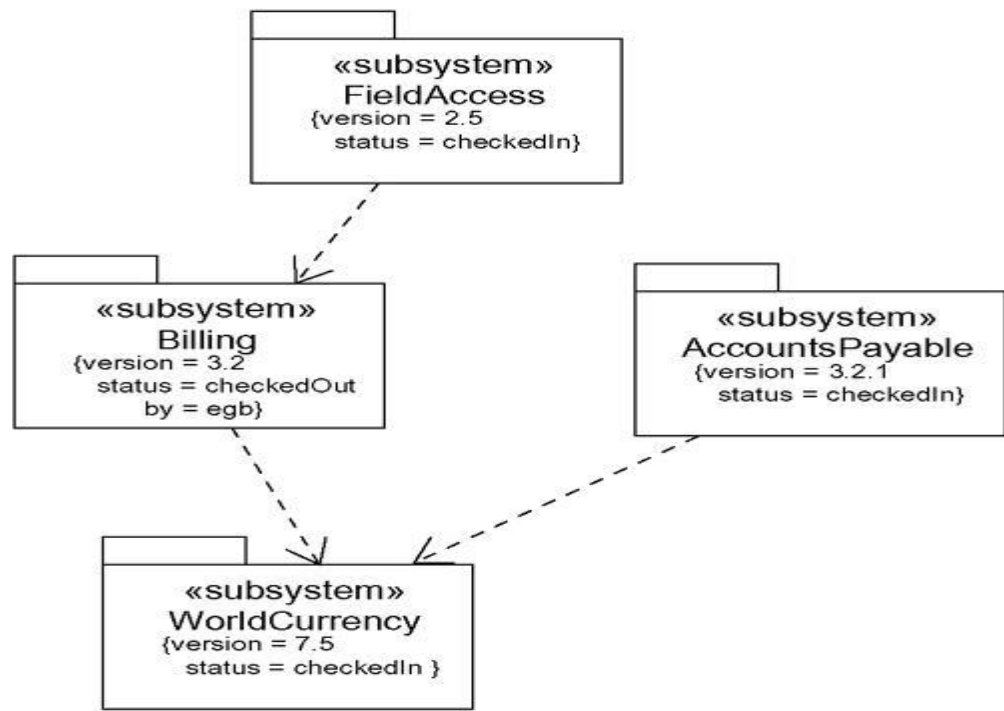 «subsystem»
FieldAccess
{version = 2.5
status = checkedIn}
«subsystem»
Billing
{version = 3.2
status = checkedOut
by = egb}
«subsystem»
AccountsPayable
{version = 3.2.1
status = checkedIn}
«subsystem»
WorldCurrency
{version = 7.5
status = checkedIn }